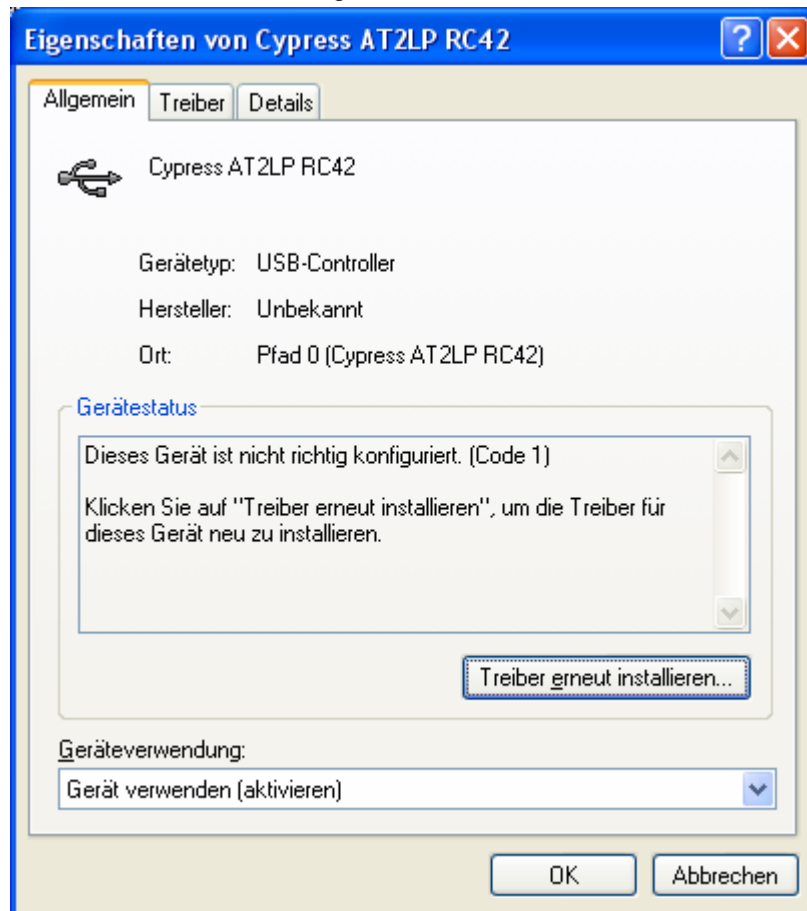 Eigenschaften von Cypress AT2LP RC42
Allgemein Treiber Details
Cypress AT2LP RC42
Gerätetyp: USB-Controller
Hersteller: Unbekannt
Ort: Pfad 0 (Cypress AT2LP RC42)
Gerätestatus
Dieses Gerät ist nicht richtig konfiguriert. (Code 1)
Klicken Sie auf "Treiber erneut installieren", um die Treiber für
dieses Gerät neu zu installieren.
Treiber erneut installieren...
Geräteverwendung:
Gerät verwenden (aktivieren)
OK Abbrechen